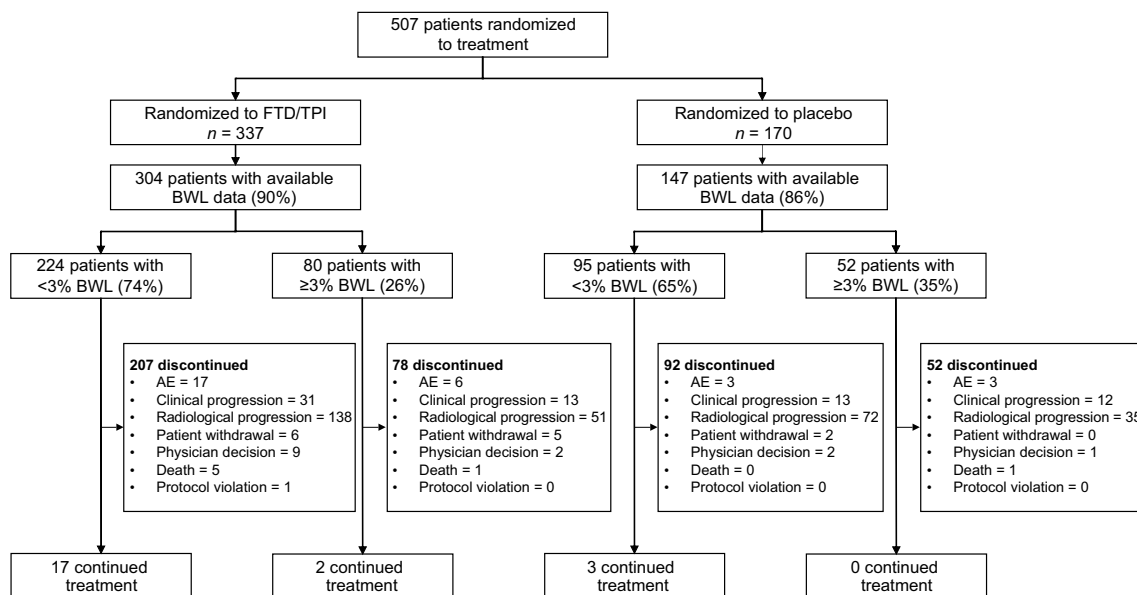 507 patients randomized
to treatment
Randomized to FTD/TPI
n = 337
Randomized to placebo
n = 170
304 patients with available
BWL data (90%)
147 patients with available
BWL data (86%)
224 patients with
<3% BWL (74%)
80 patients with
≥3% BWL (26%)
95 patients with
<3% BWL (65%)
52 patients with
≥3% BWL (35%)
207 discontinued
• AE = 17
• Clinical progression = 31
• Radiological progression = 138
• Patient withdrawal = 6
• Physician decision = 9
• Death = 5
• Protocol violation = 1
78 discontinued
• AE = 6
• Clinical progression = 13
• Radiological progression = 51
• Patient withdrawal = 5
• Physician decision = 2
• Death = 1
• Protocol violation = 0
92 discontinued
• AE = 3
• Clinical progression = 13
• Radiological progression = 72
• Patient withdrawal = 2
• Physician decision = 2
• Death = 0
• Protocol violation = 0
52 discontinued
• AE = 3
• Clinical progression = 12
• Radiological progression = 35
• Patient withdrawal = 0
• Physician decision = 1
• Death = 1
• Protocol violation = 0
17 continued
treatment
2 continued
treatment
3 continued
treatment
0 continued
treatment